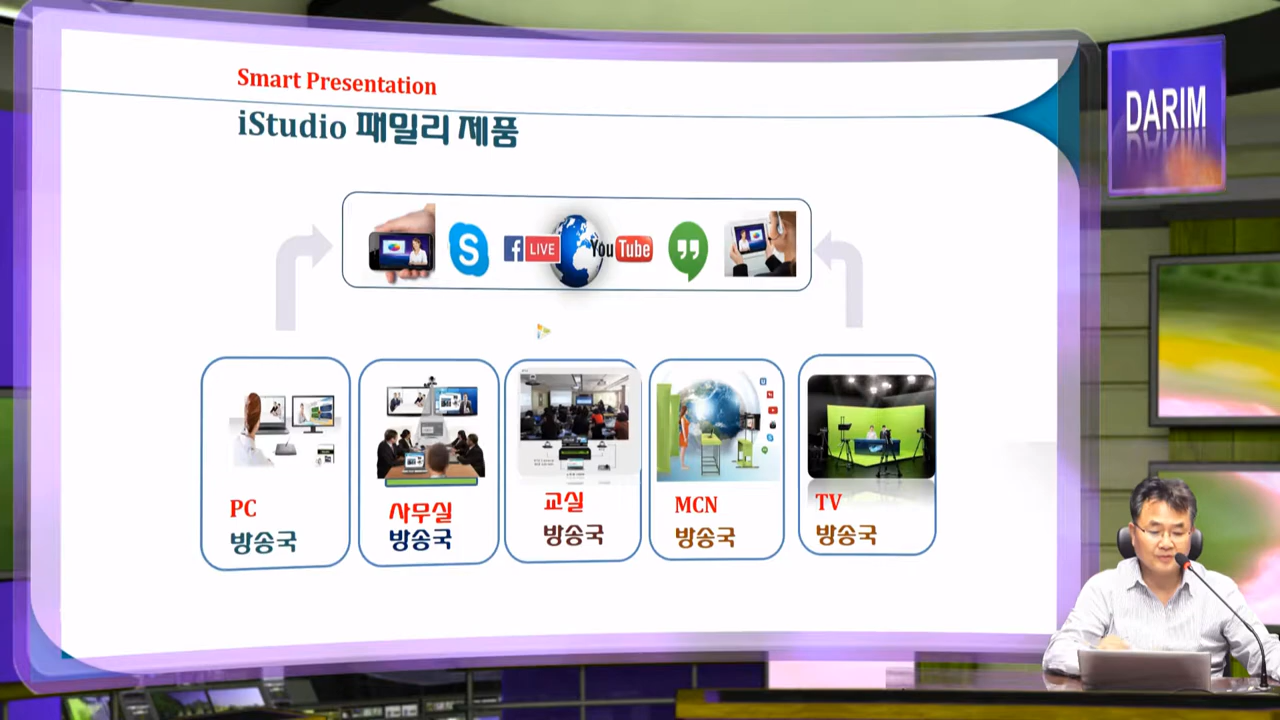 Smart Presentation
iStudio 패밀리 제품
DARIM
S
f LIVE
YouTube
PC
방송국
사무실
방송국
교실
방송국
MCN
방송국
TV
방송국